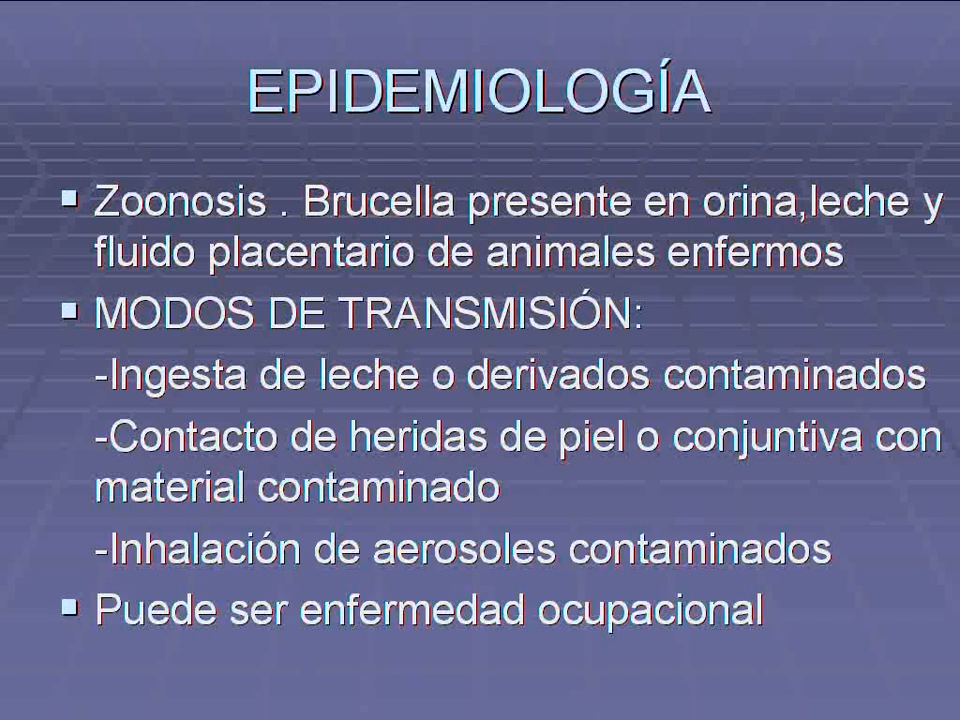 EPIDEMIOLOGÍA
▪ Zoonosis . Brucella presente en orina,leche y
fluido placentario de animales enfermos
▪ MODOS DE TRANSMISIÓN:
-Ingesta de leche o derivados contaminados
-Contacto de heridas de piel o conjuntiva con
material contaminado
-Inhalación de aerosoles contaminados
▪ Puede ser enfermedad ocupacional